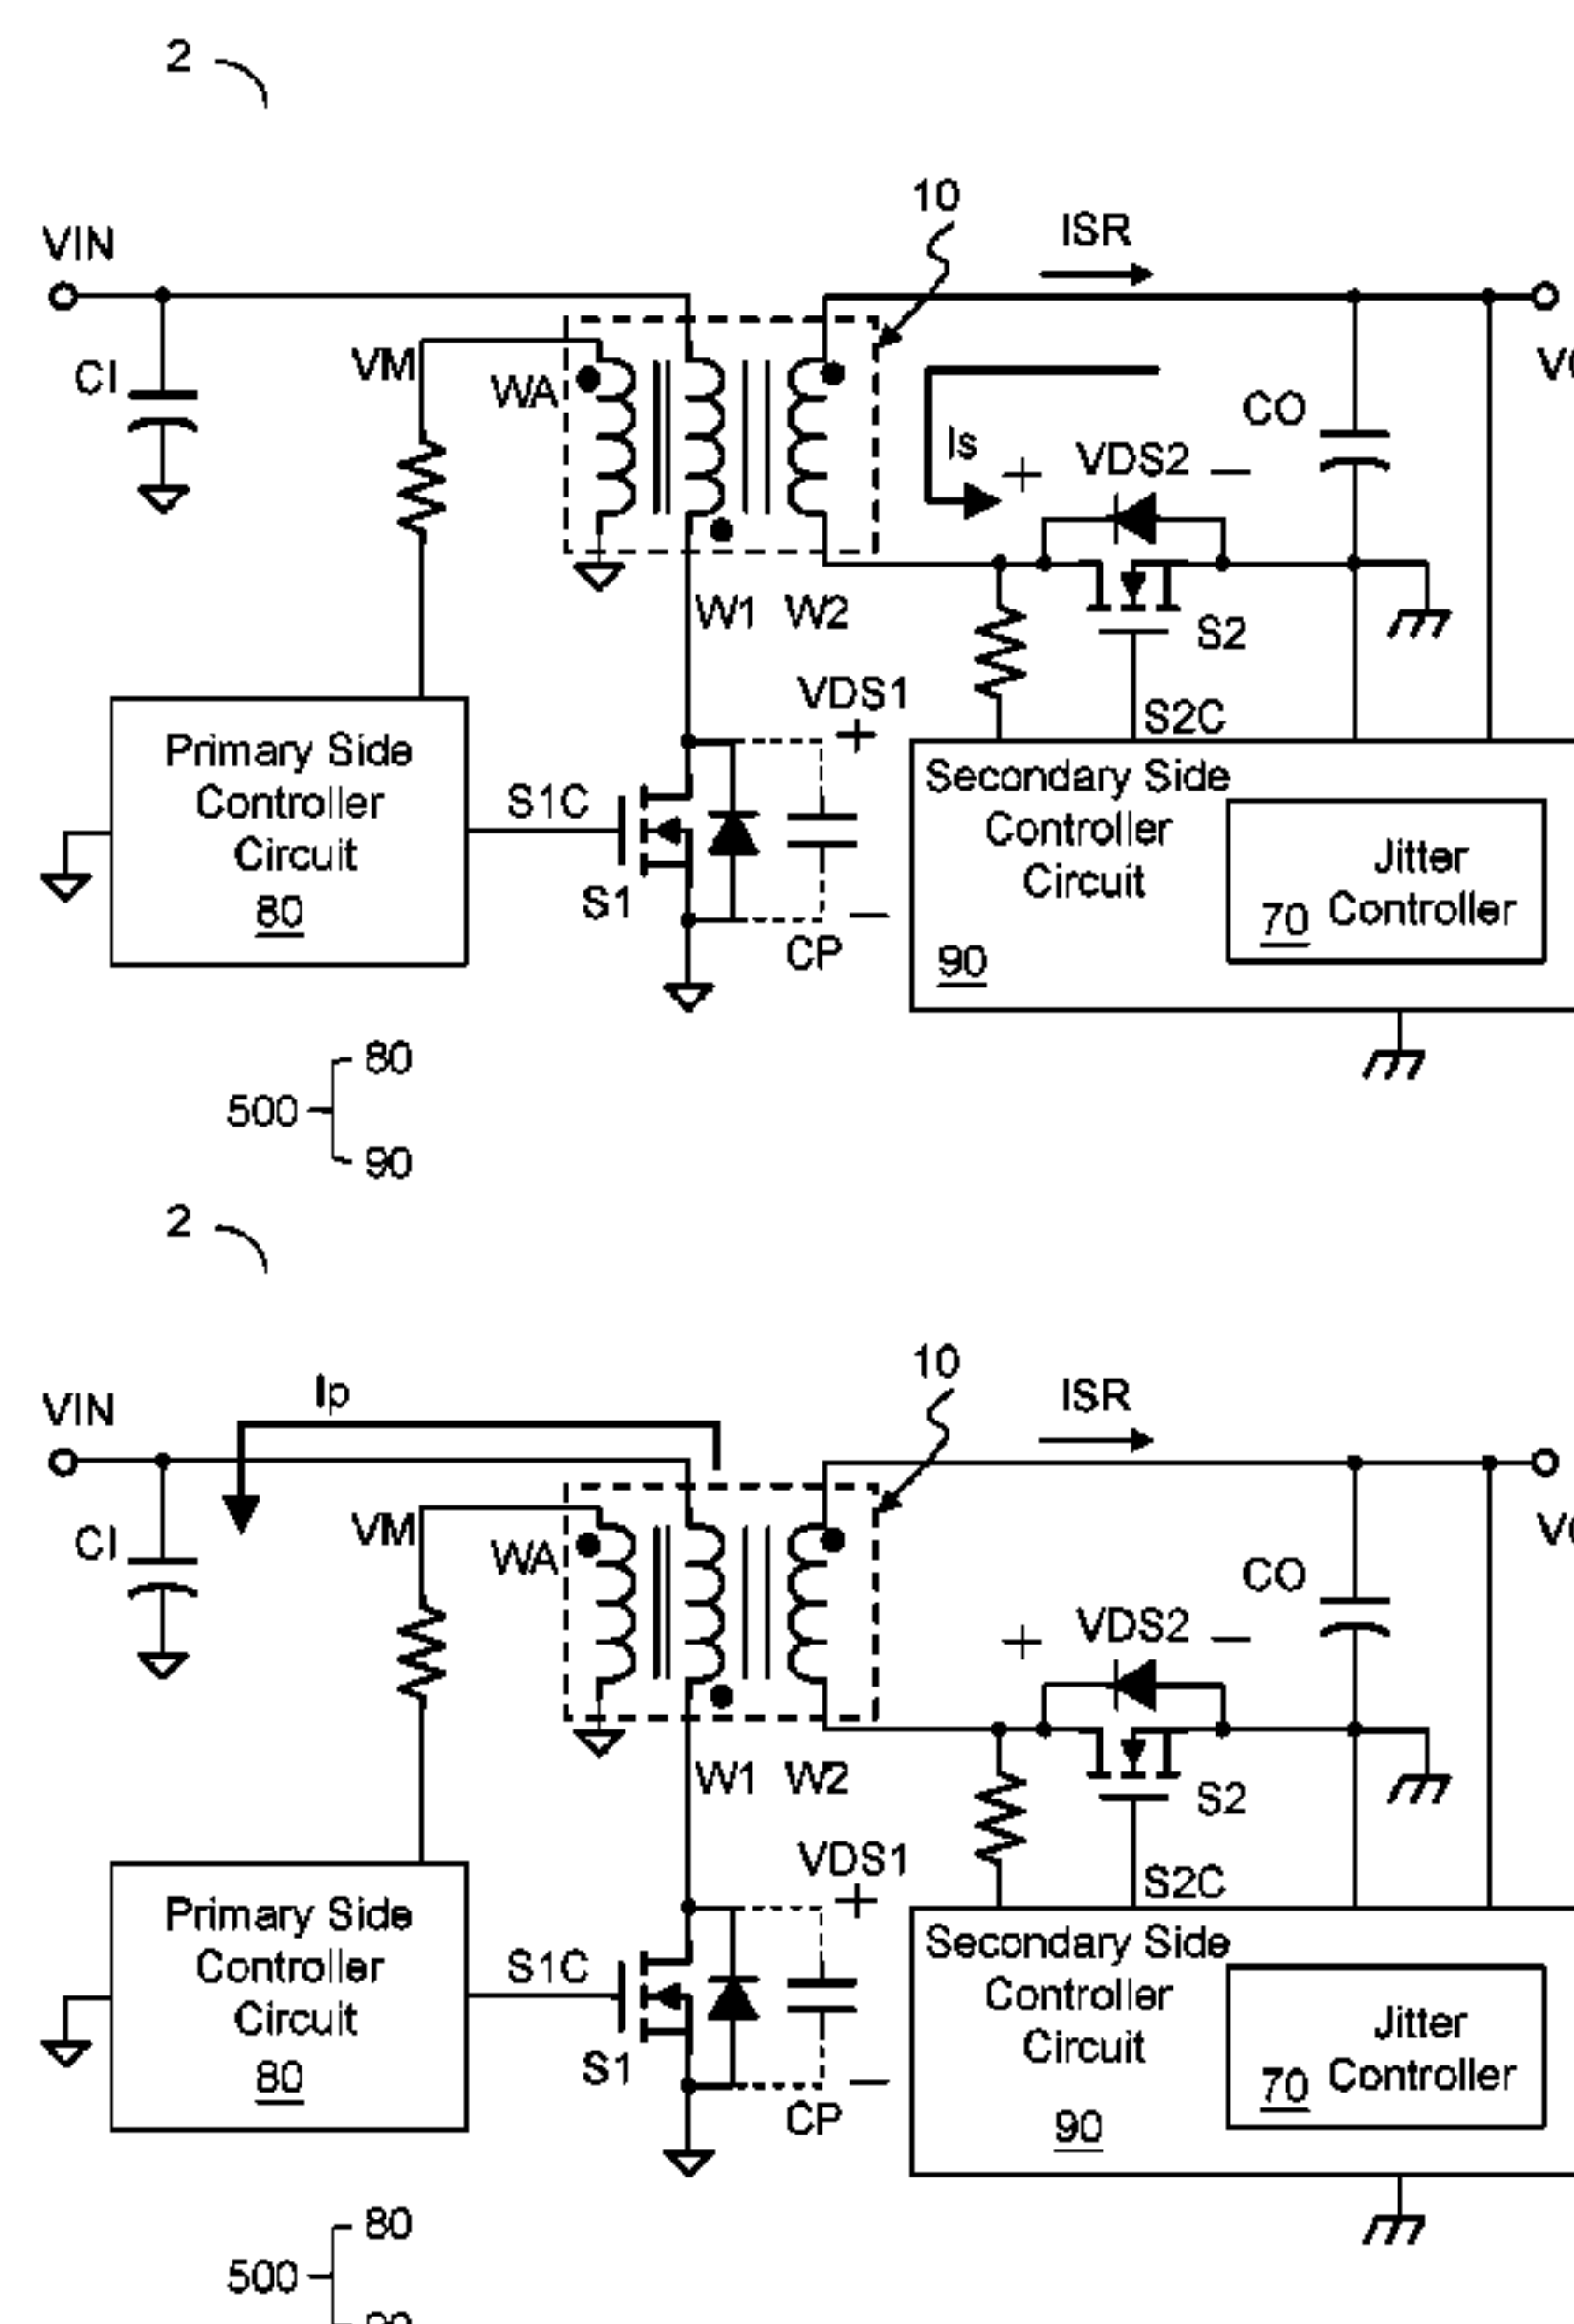 2
10
ISR
VIN
CI
VM
WA
Is
CO
+ VDS2 −
W1 W2
S2
VDS1
+
S2C
Primary Side
Controller
Circuit
80
S1C
S1
CP
−
Secondary Side
Controller
Circuit
90
Jitter
Controller
70
500
80
90
2
10
ISR
VIN
Ip
CI
VM
WA
CO
+ VDS2 −
W1 W2
S2
VDS1
+
S2C
Primary Side
Controller
Circuit
80
S1C
S1
CP
−
Secondary Side
Controller
Circuit
90
Jitter
Controller
70
500
80